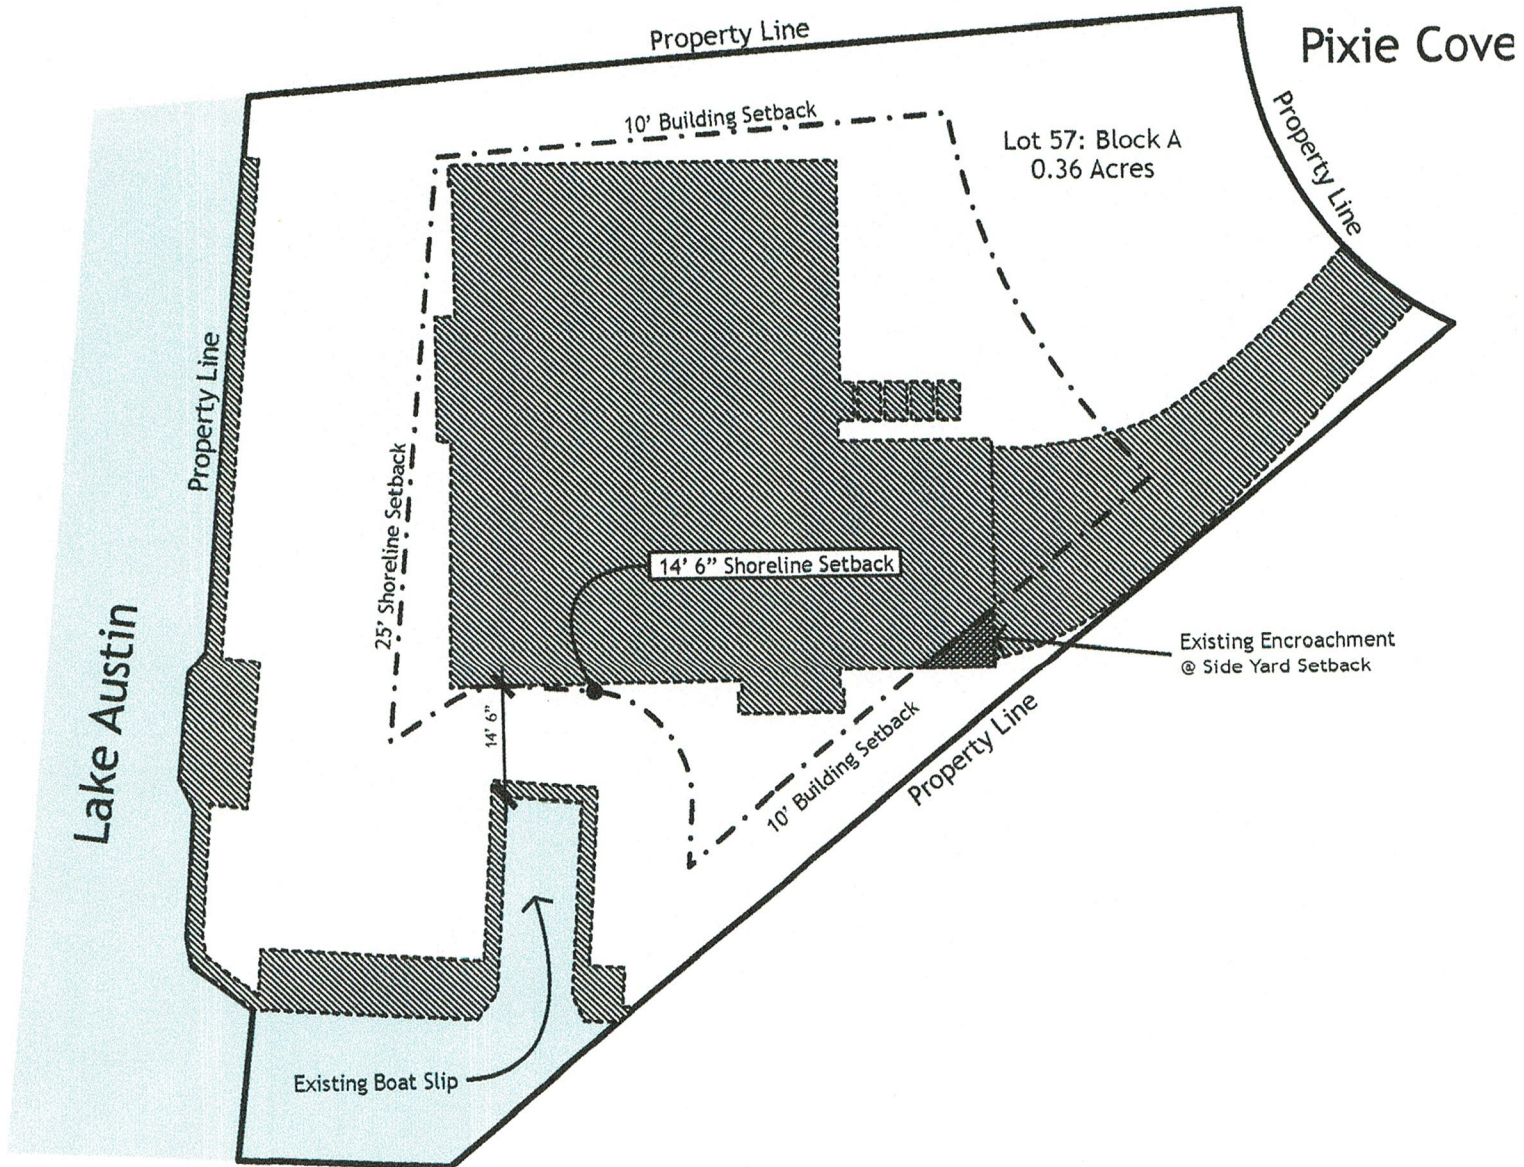 Property Line
Pixie Cove
10’ Building Setback
Lot 57: Block A
0.36 Acres
Property Line
Property Line
25’ Shoreline Setback
14’ 6” Shoreline Setback
Lake Austin
Existing Encroachment
@ Side Yard Setback
14’ 6”
10’ Building Setback
Property Line
Existing Boat Slip